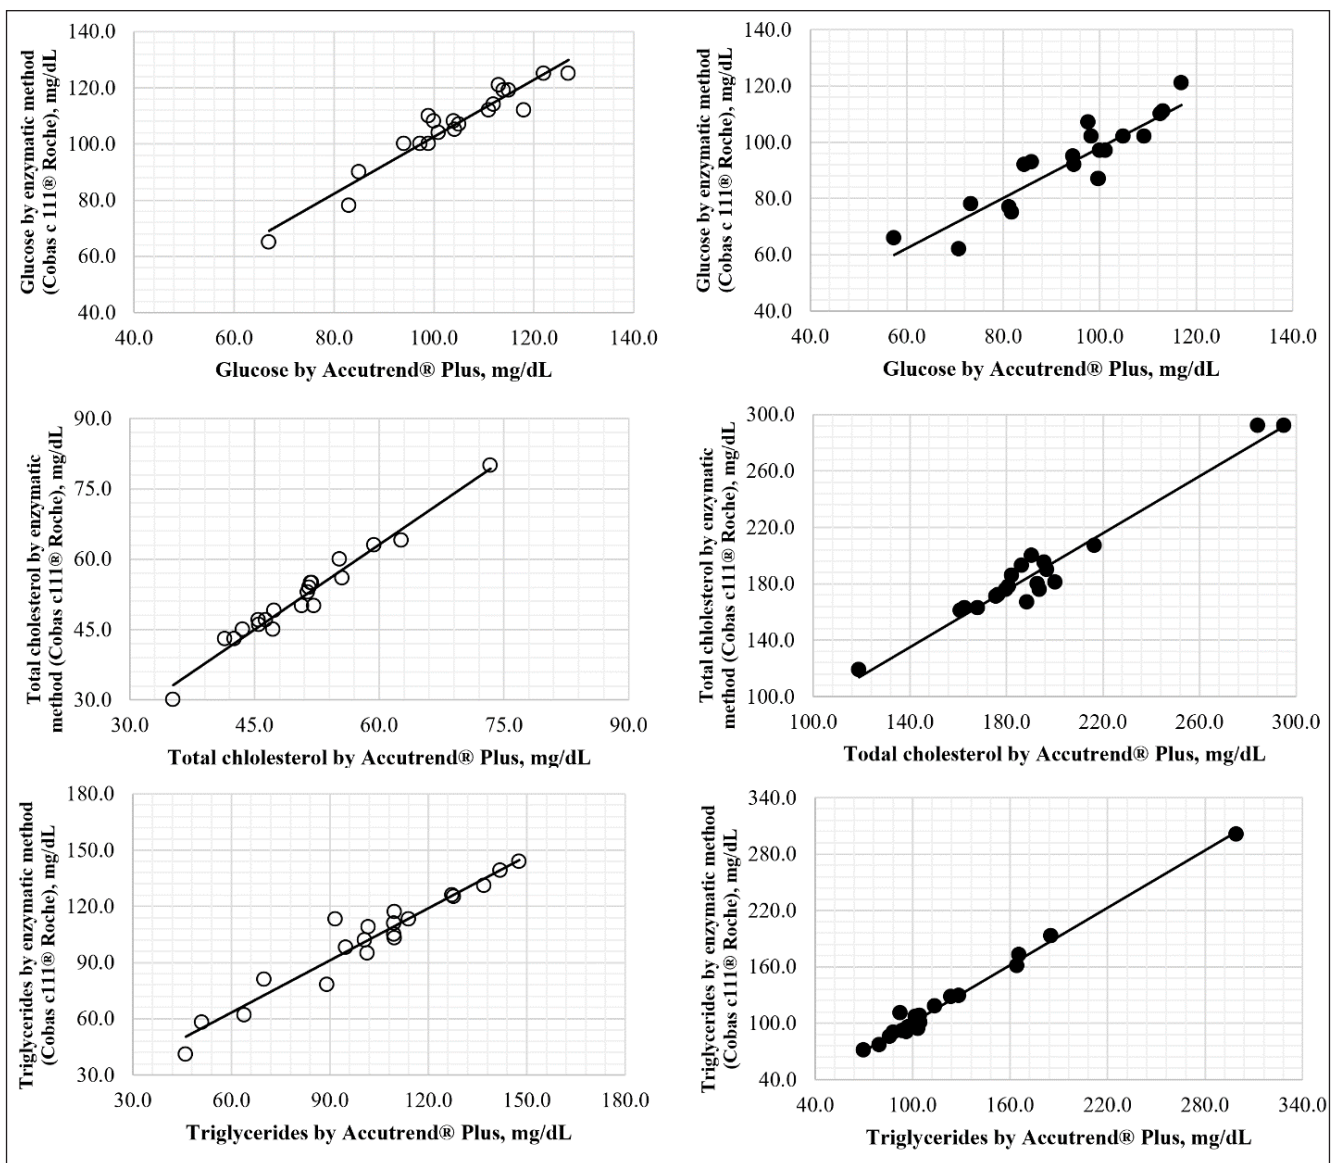 Glucose by enzymatic method
(Cobas c 111® Roche), mg/dL
140.0
120.0
100.0
80.0
60.0
40.0
40.0 60.0 80.0 100.0 120.0 140.0
Glucose by Accutrend® Plus, mg/dL
Glucose by enzymatic method
(Cobas c 111® Roche), mg/dL
140.0
120.0
100.0
80.0
60.0
40.0
40.0 60.0 80.0 100.0 120.0 140.0
Glucose by Accutrend® Plus, mg/dL
Total cholesterol by enzymatic
method (Cobas c111® Roche), mg/dL
90.0
75.0
60.0
45.0
30.0
30.0 45.0 60.0 75.0 90.0
Total chlolesterol by Accutrend® Plus, mg/dL
Total chlolcsterol by enzymatic
method (Cobas c111® Roche), mg/dL
300.0
260.0
220.0
180.0
140.0
100.0
100.0 140.0 180.0 220.0 260.0 300.0
Todal cholesterol by Accutrend® Plus, mg/dL
Triglycerides by enzymatic method
(Cobas c111® Roche), mg/dL
180.0
150.0
120.0
90.0
60.0
30.0
30.0 60.0 90.0 120.0 150.0 180.0
Triglycerides by Accutrend® Plus, mg/dL
Triglycerides by enzymatic method
(Cobas c111® Roche), mg/dL
340.0
280.0
220.0
160.0
100.0
40.0
40.0 100.0 160.0 220.0 280.0 340.0
Triglycerides by Accutrend® Plus, mg/dL